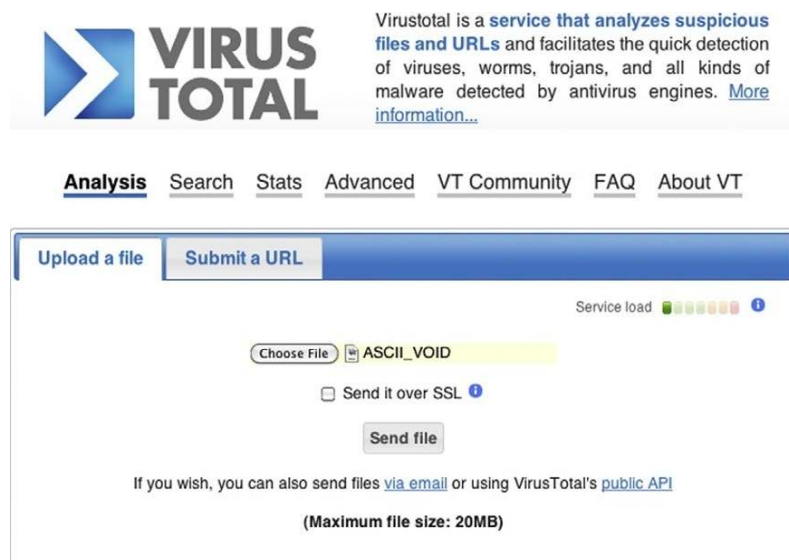 VIRUS
TOTAL
Virustotal is a service that analyzes suspicious
files and URLs and facilitates the quick detection
of viruses, worms, trojans, and all kinds of
malware detected by antivirus engines. More
information...
Analysis Search Stats Advanced VT Community FAQ About VT
Upload a file Submit a URL
Service load
Choose File ASCII_VOID
Send it over SSL
Send file
If you wish, you can also send files via email or using VirusTotal's public API
(Maximum file size: 20MB)